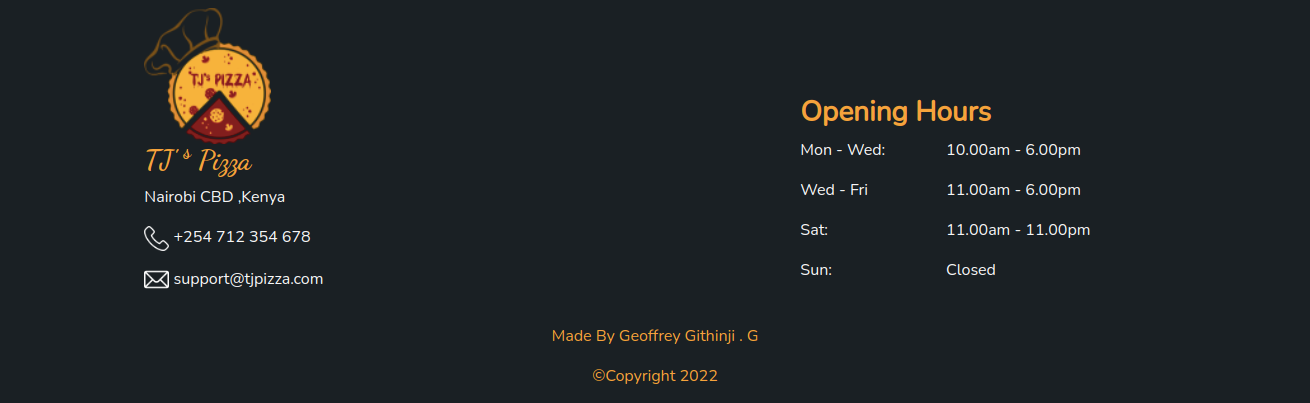 TJ's PIZZA
TJ's Pizza
Nairobi CBD ,Kenya
+254 712 354 678
support@tjpizza.com
Opening Hours
Mon - Wed: 10.00am - 6.00pm
Wed - Fri 11.00am - 6.00pm
Sat: 11.00am - 11.00pm
Sun: Closed
Made By Geoffrey Githinji . G
©Copyright 2022